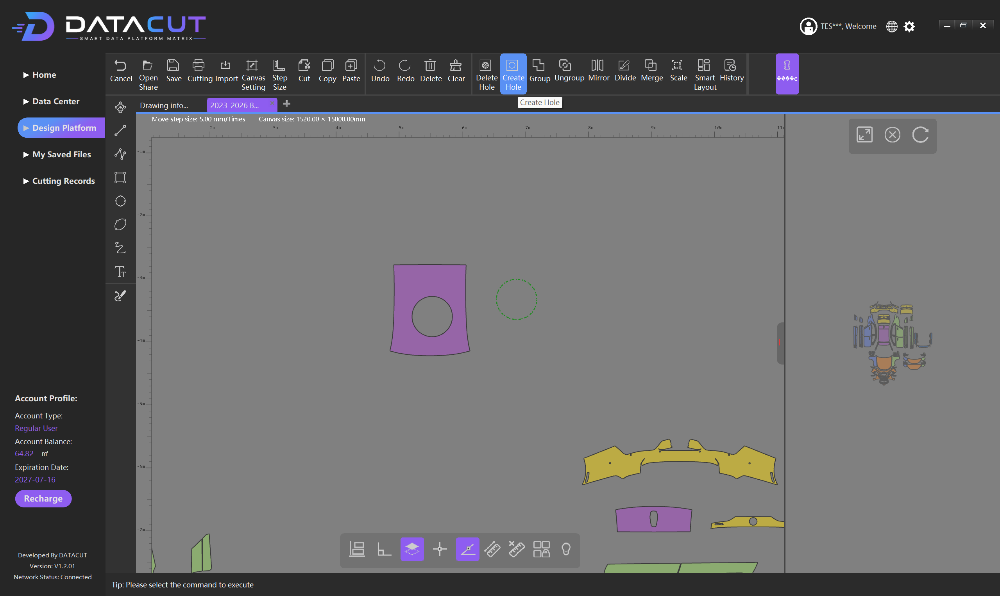 DATACUT
SMART DATA PLATFORM MATRIX
TES***, Welcome
Home
Data Center
Design Platform
My Saved Files
Cutting Records
Cancel
Open Share
Save
Cutting
Import
Canvas Setting
Step Size
Cut
Copy
Paste
Undo
Redo
Delete
Clear
Delete Hole
Create Hole
Group
Ungroup
Mirror
Divide
Merge
Scale
Smart Layout
History
Create Hole
Drawing info...
2023-2026 B...
Move step size: 5.00 mm/Times
Canvas size: 1520.00 × 15000.00mm
2m
3m
4m
5m
6m
7m
8m
9m
10m
11m
-1m
-2m
-3m
-4m
-5m
-6m
-7m
Account Profile:
Account Type:
Regular User
Account Balance:
64.82 ㎡
Expiration Date:
2027-07-16
Recharge
Developed By DATACUT
Version: V1.2.01
Network Status: Connected
Tip: Please select the command to execute